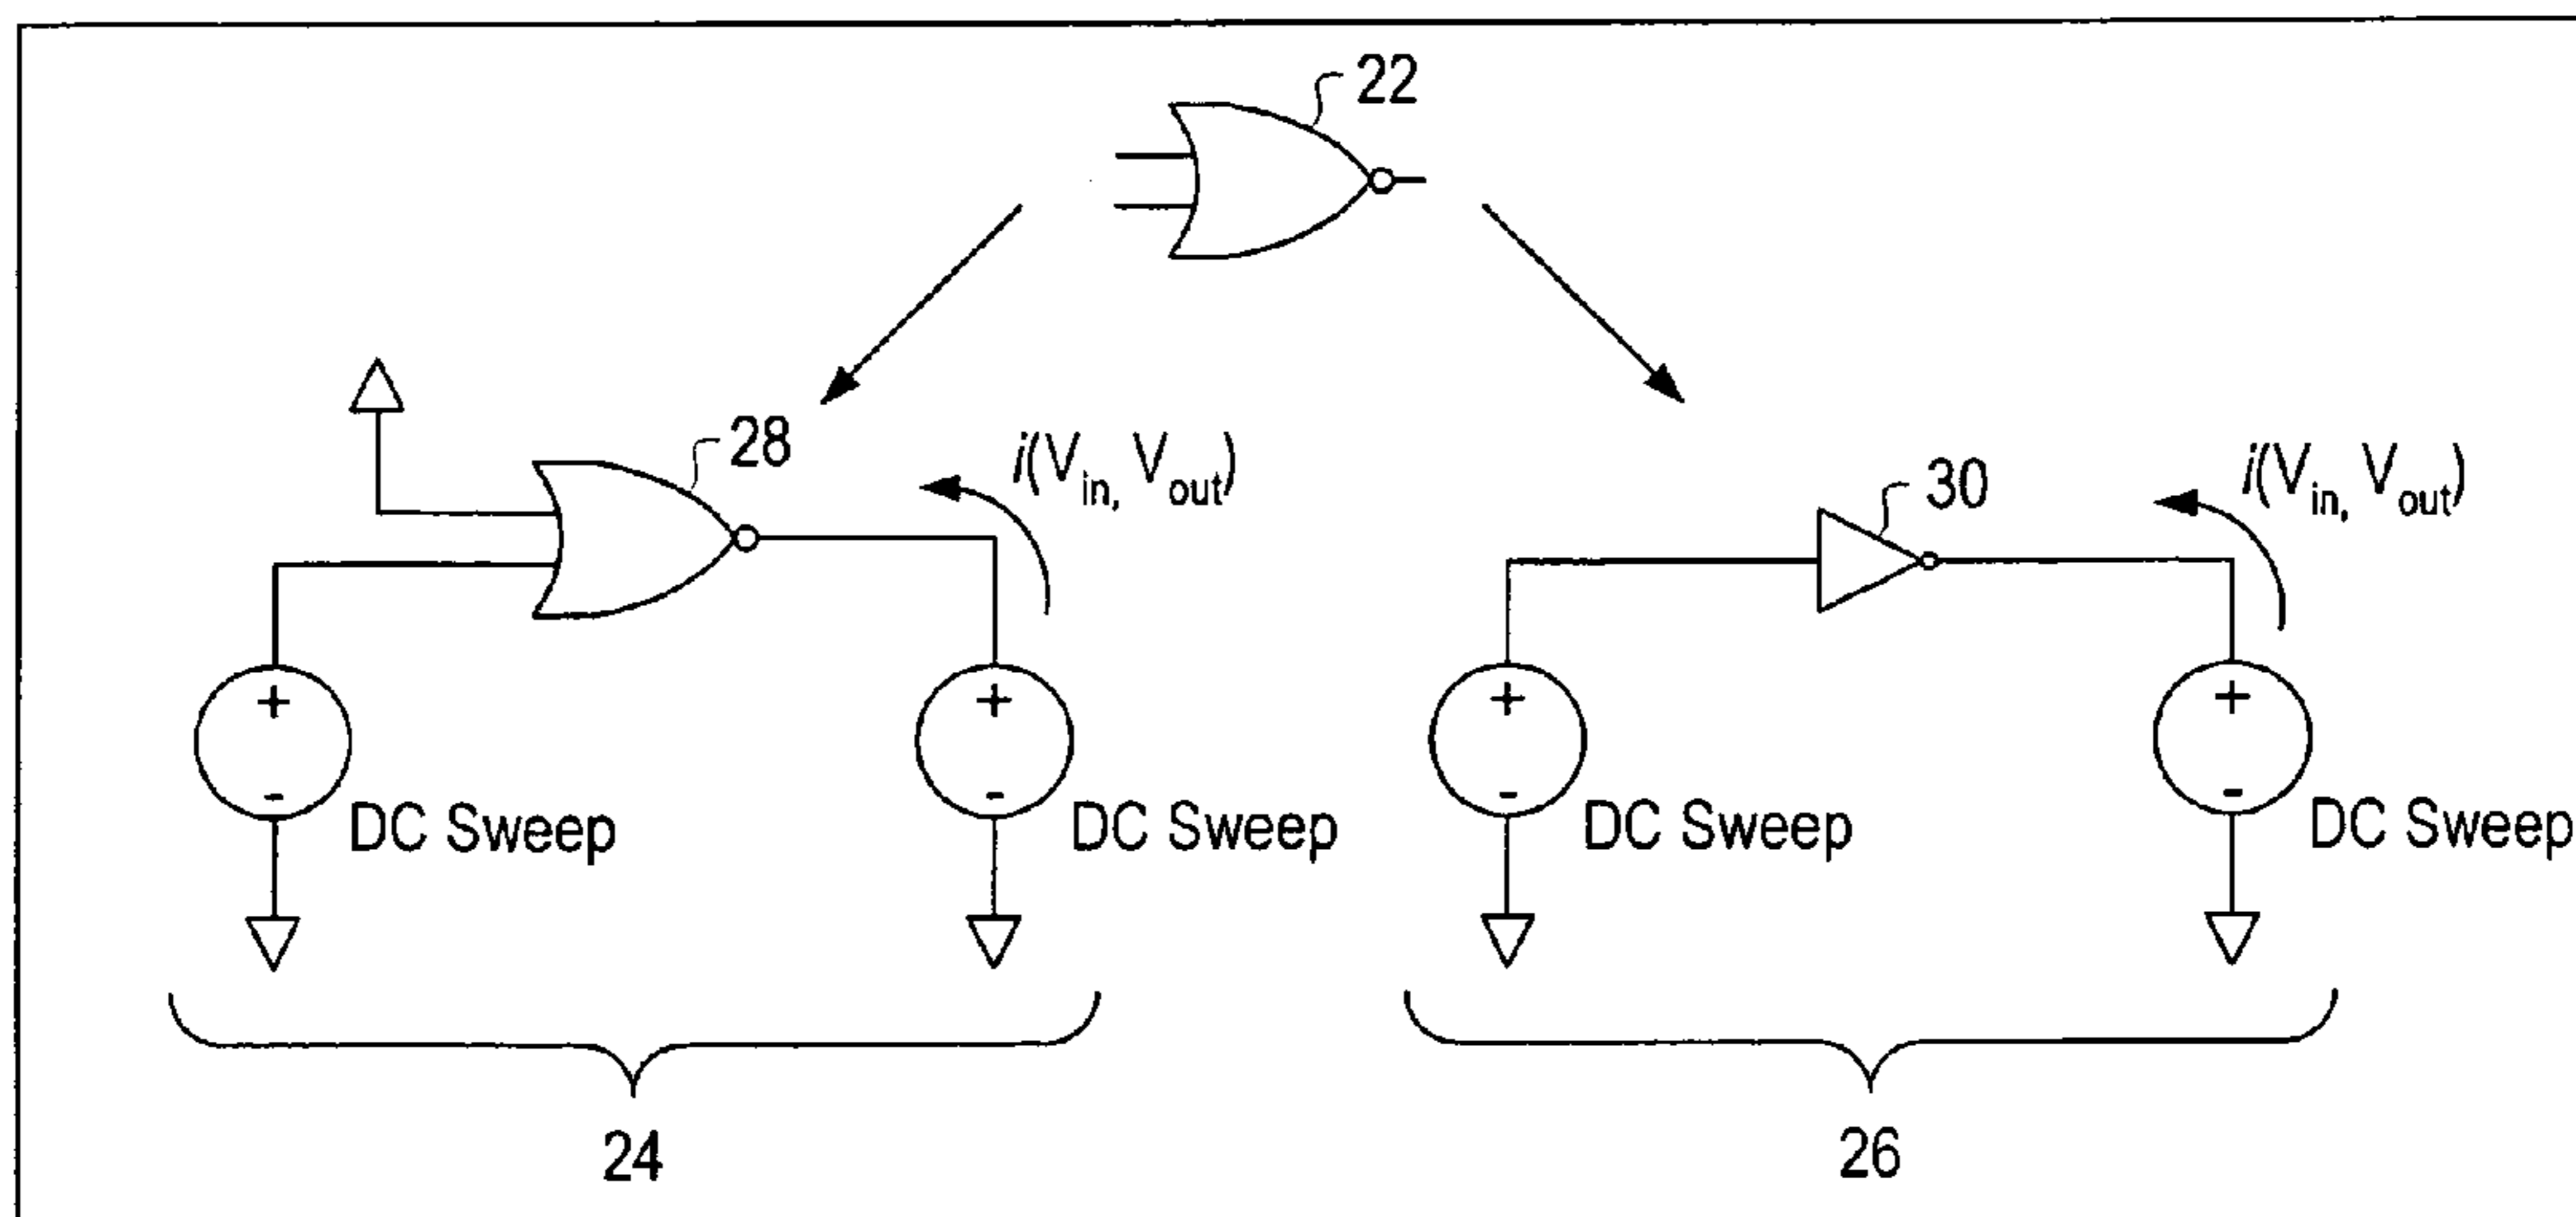 22
28
i(Vin, Vout)
30
i(Vin, Vout)
+
+
+
+
-
-
-
-
DC Sweep
DC Sweep
DC Sweep
DC Sweep
24
26